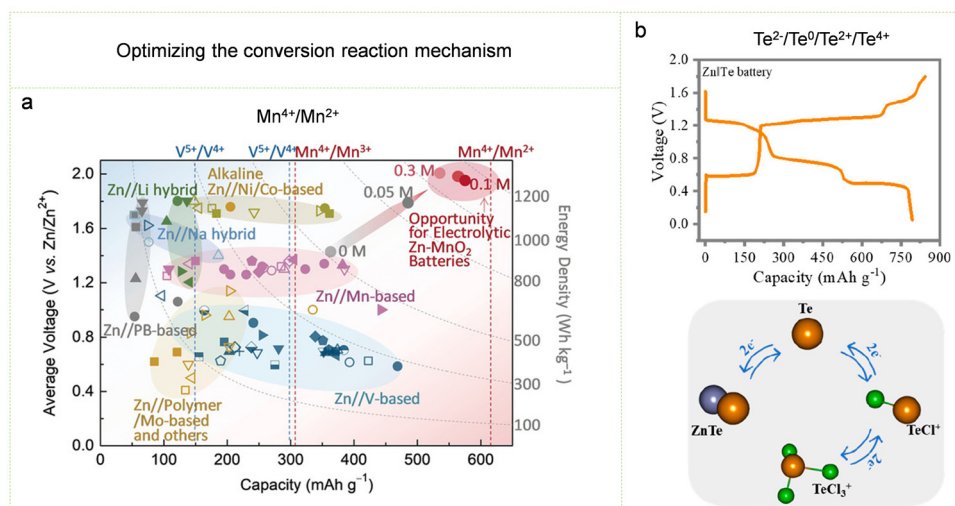 Optimizing the conversion reaction mechanism
a
Mn⁴⁺/Mn²⁺
V⁵⁺/V⁴⁺
V⁵⁺/V⁴⁺
Mn⁴⁺/Mn³⁺
Mn⁴⁺/Mn²⁺
2.0
1.6
1.2
0.8
0.4
0.0
Average Voltage (V vs. Zn/Zn²⁺)
Zn//Li hybrid
Alkaline
Zn//Ni/Co-based
Zn//Na hybrid
0.3 M
0.1 M
0.05 M
0 M
Opportunity
for Electrolytic
Zn-MnO₂
Batteries
Zn//Mn-based
Zn//PB-based
Zn//V-based
Zn//Polymer
/Mo-based
and others
1200
1000
800
600
500
300
100
Energy Density (Wh kg⁻¹)
0 100 200 300 400 500 600
Capacity (mAh g⁻¹)
b
Te²⁻/Te⁰/Te²⁺/Te⁴⁺
Zn||Te battery
2.0
1.6
1.2
0.8
0.4
0.0
Voltage (V)
0 150 300 450 600 750 900
Capacity (mAh g⁻¹)
Te
2e⁻
2e⁻
ZnTe
TeCl⁺
2e⁻
TeCl₃⁺